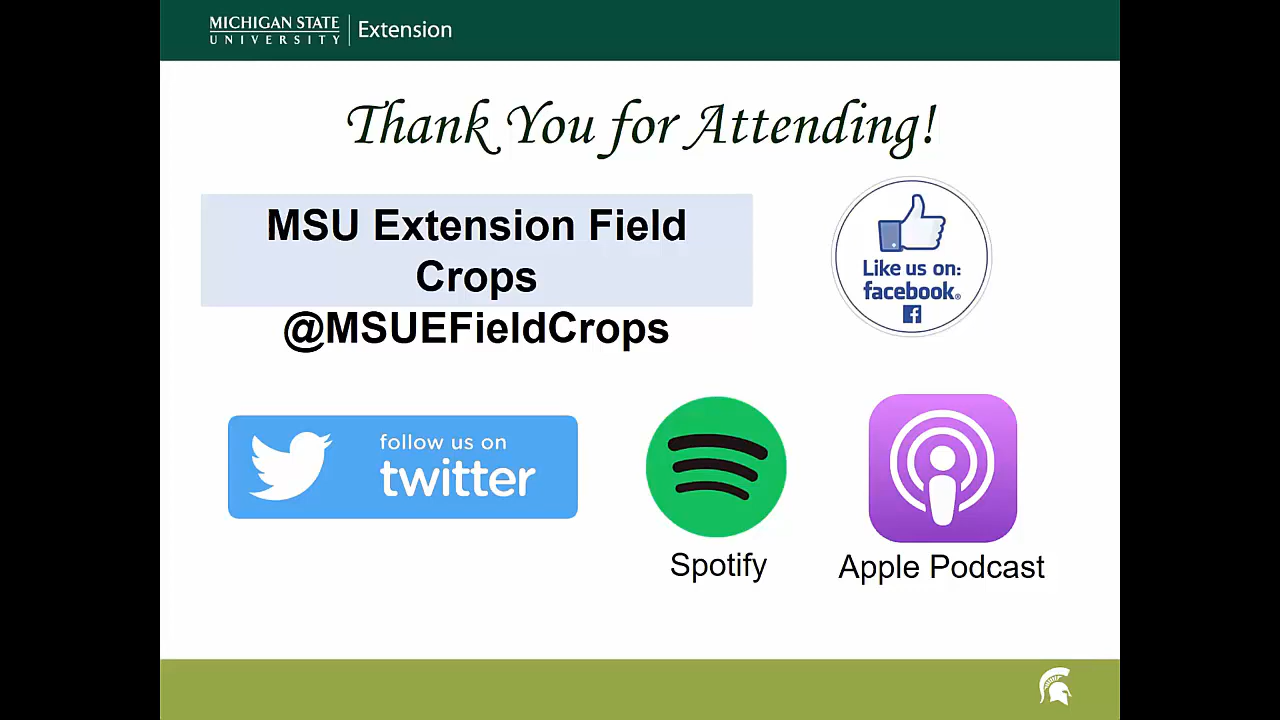 MICHIGAN STATE
UNIVERSITY
Extension
Thank You for Attending!
MSU Extension Field
Crops
@MSUEFieldCrops
Like us on:
facebook®
f
follow us on
twitter
Spotify
Apple Podcast